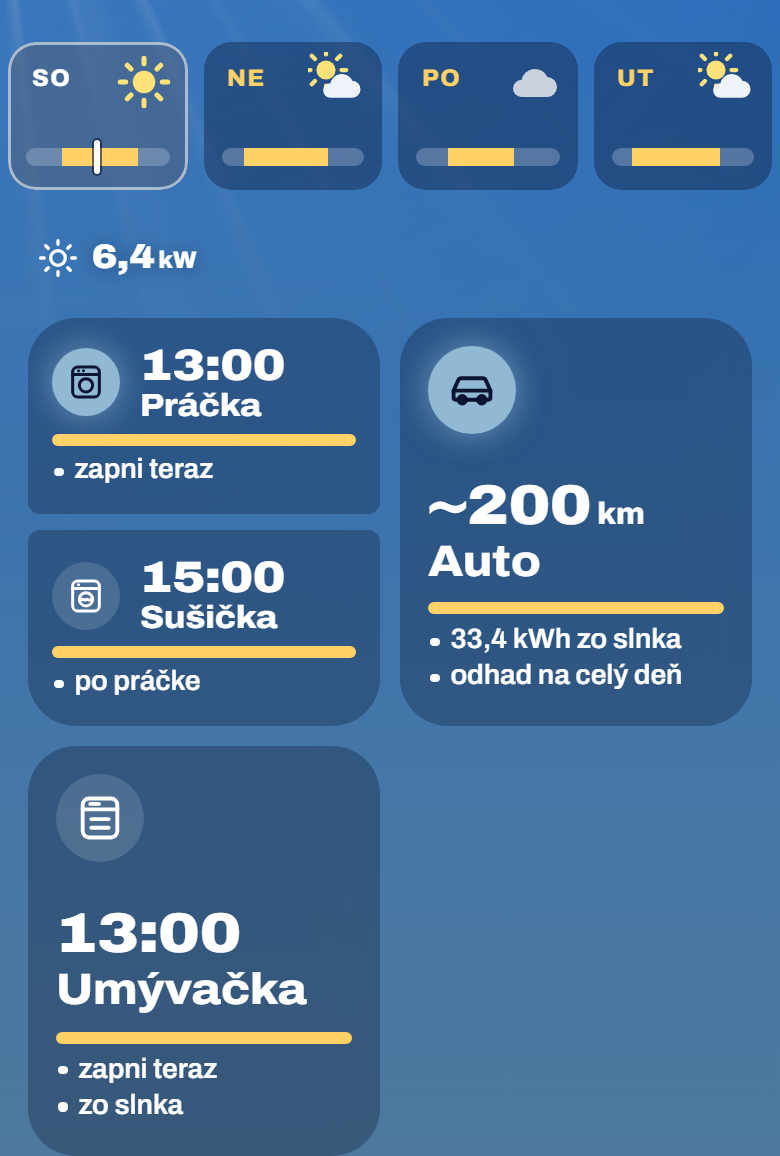 SO
NE
PO
UT
6,4 kW
13:00
Práčka
• zapni teraz
15:00
Sušička
• po práčke
~200 km
Auto
• 33,4 kWh zo slnka
• odhad na celý deň
13:00
Umývačka
• zapni teraz
• zo slnka